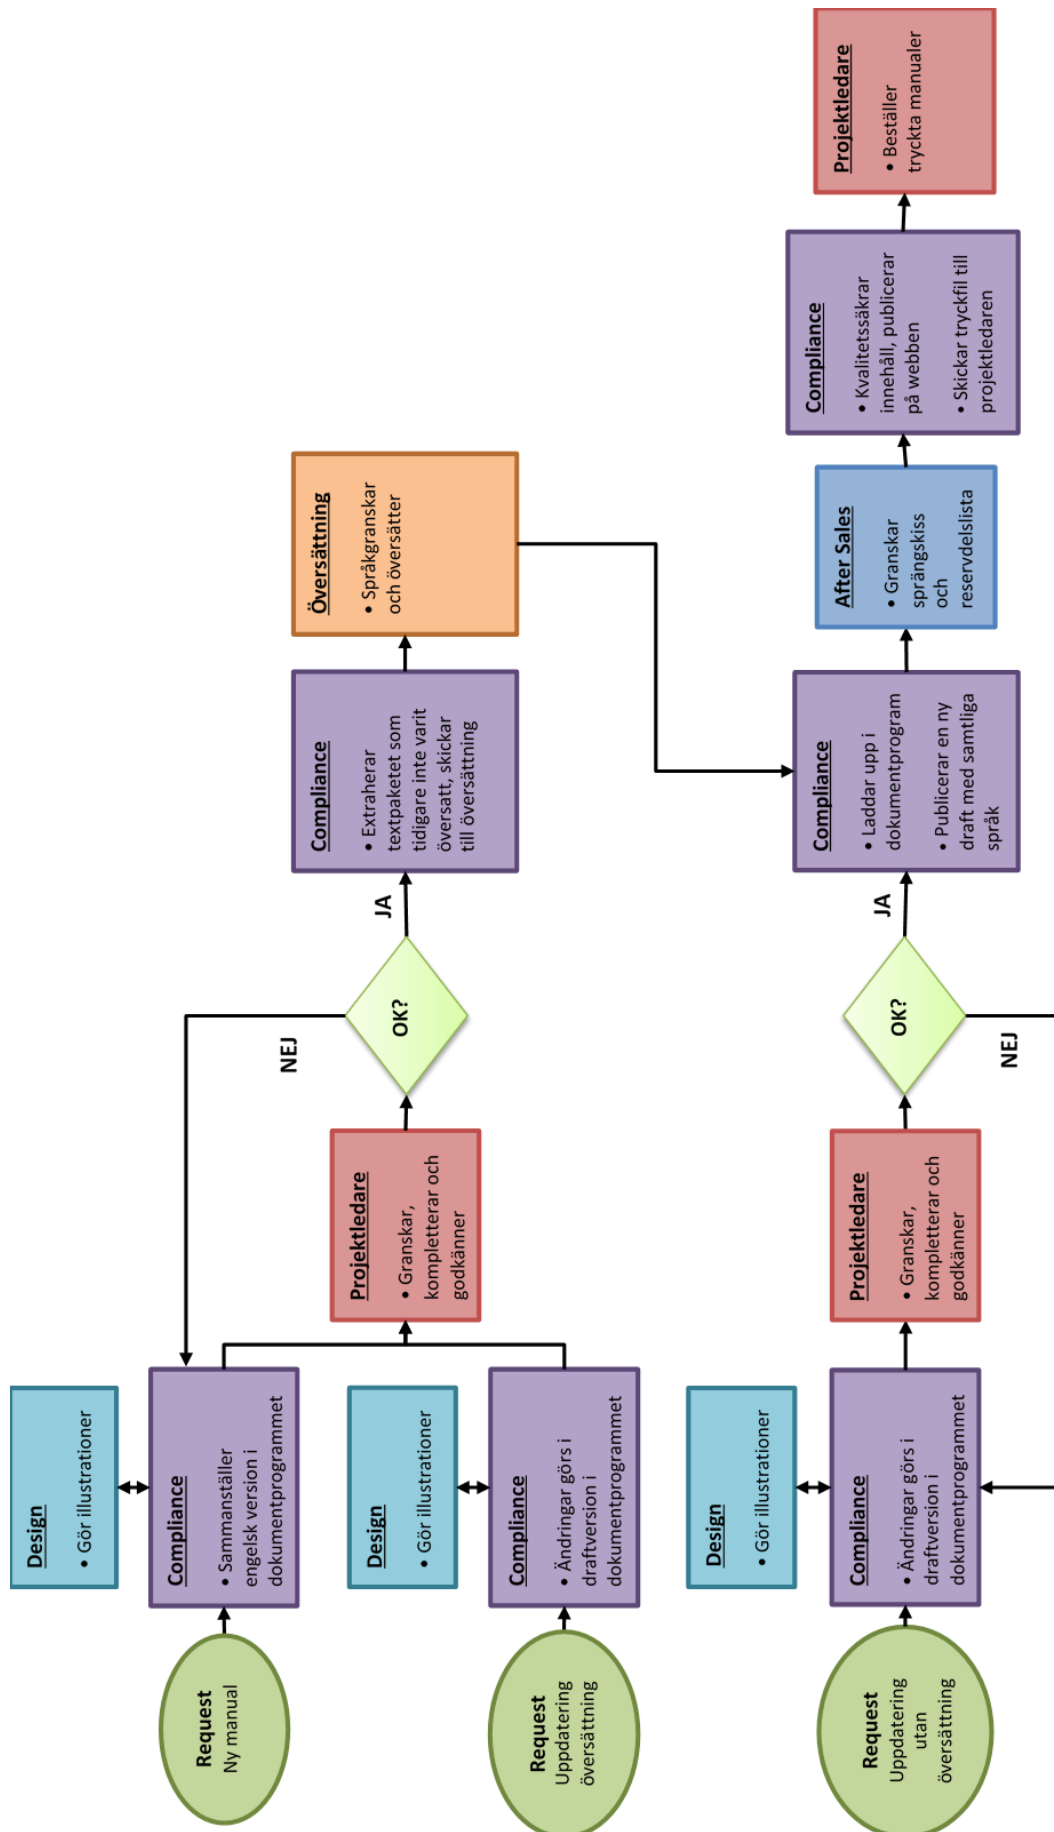 Design
• Gör illustrationer
Request
Ny manual
Compliance
• Sammanställer
engelsk version i
dokumentprogrammet
NEJ
Design
• Gör illustrationer
Request
Uppdatering
översättning
Compliance
• Ändringar görs i
draftversion i
dokumentprogrammet
Projektledare
• Granskar,
kompletterar och
godkänner
OK?
JA
Compliance
• Extraherar
textpaketet som
tidigare inte varit
översatt, skickar
till översättning
Översättning
• Språkgranskar
och översätter
Design
• Gör illustrationer
Request
Uppdatering
utan
översättning
Compliance
• Ändringar görs i
draftversion i
dokumentprogrammet
Projektledare
• Granskar,
kompletterar och
godkänner
OK?
JA
NEJ
Compliance
• Laddar upp i
dokumentprogram
• Publicerar en ny
draft med samtliga
språk
After Sales
• Granskar
sprängskiss
och
reservdelslista
Compliance
• Kvalitetssäkrar
innehåll, publicerar
på webben
• Skickar tryckfil till
projektledaren
Projektledare
• Beställer
tryckta manualer